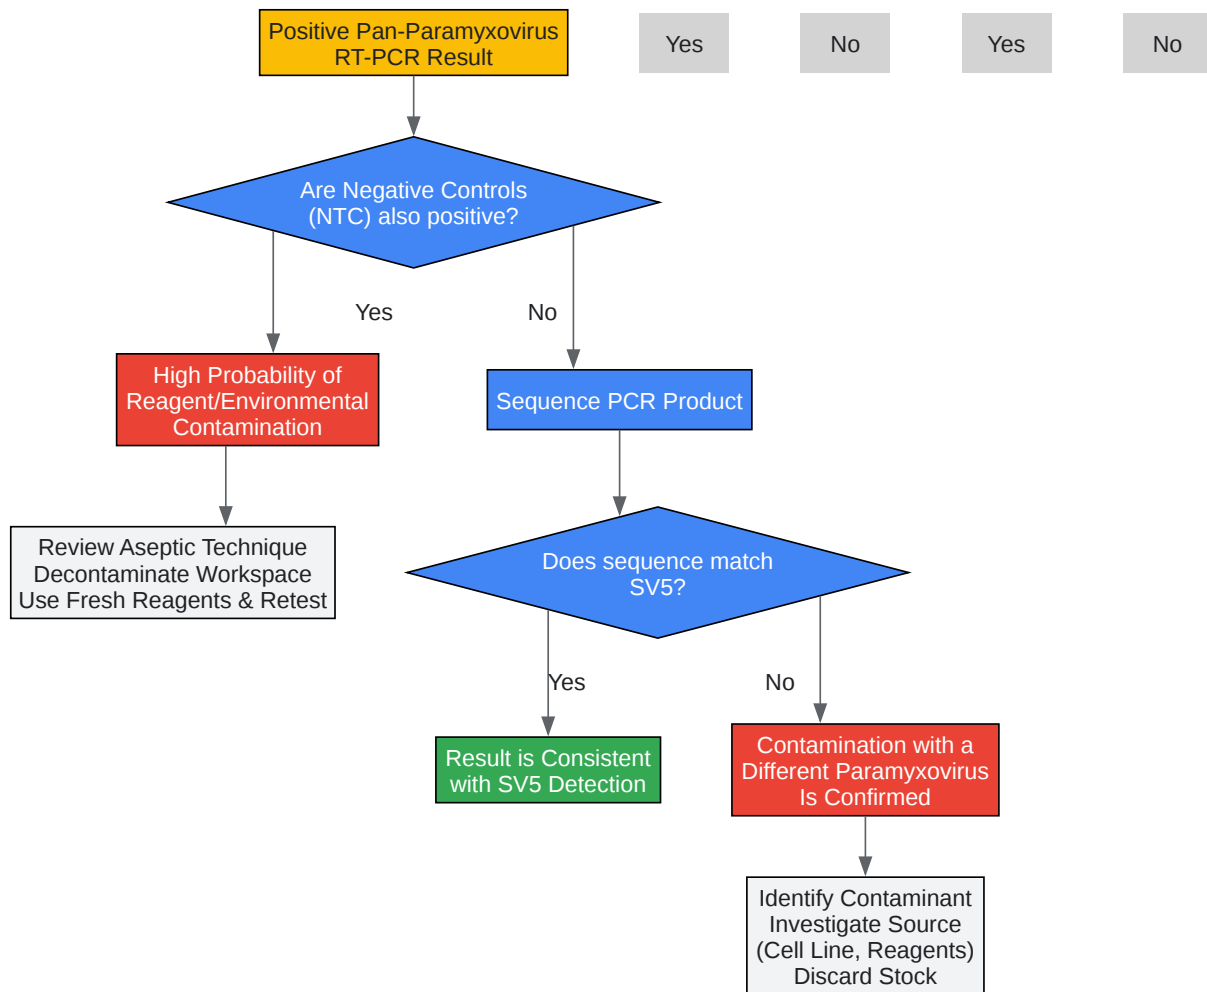 Positive Pan-Paramyxovirus
RT-PCR Result
Yes
No
Yes
No
Are Negative Controls
(NTC) also positive?
Yes
No
High Probability of
Reagent/Environmental
Contamination
Sequence PCR Product
Review Aseptic Technique
Decontaminate Workspace
Use Fresh Reagents & Retest
Does sequence match
SV5?
Yes
No
Result is Consistent
with SV5 Detection
Contamination with a
Different Paramyxovirus
Is Confirmed
Identify Contaminant
Investigate Source
(Cell Line, Reagents)
Discard Stock